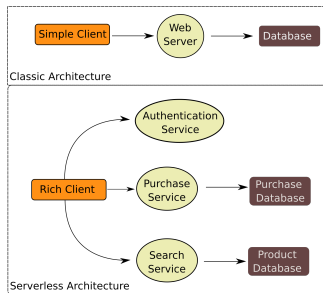 Simple Client
Web
Server
Database
Classic Architecture
Authentication
Service
Rich Client
Purchase
Service
Purchase
Database
Search
Service
Product
Database
Serverless Architecture